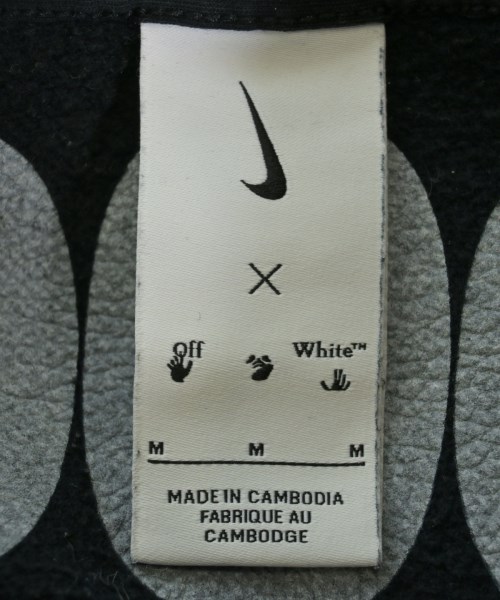 ×
Off White™
M M M
MADE IN CAMBODIA
FABRIQUE AU
CAMBODGE